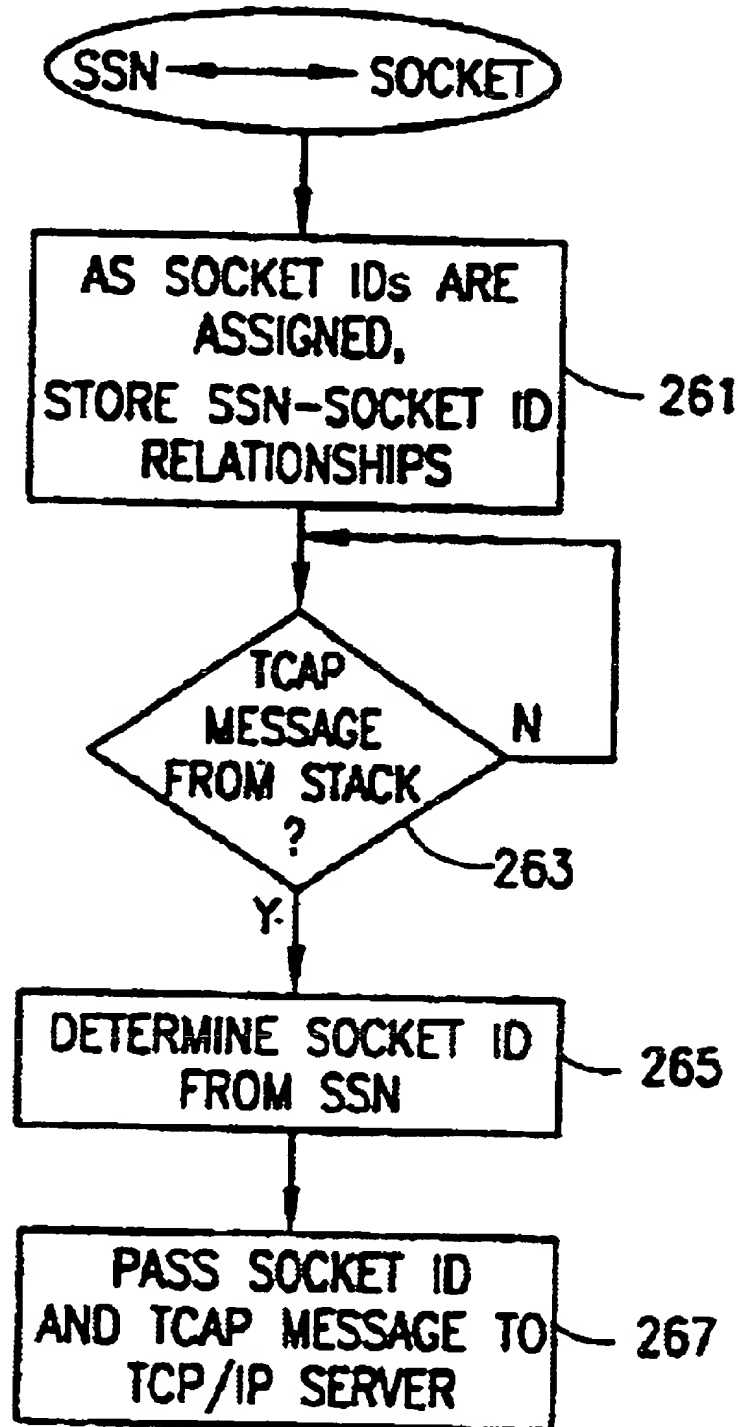 SSN SOCKET
AS SOCKET IDs ARE
ASSIGNED,
STORE SSN-SOCKET ID
RELATIONSHIPS
261
TCAP
MESSAGE
FROM STACK
?
N
263
Y
DETERMINE SOCKET ID
FROM SSN
265
PASS SOCKET ID
AND TCAP MESSAGE TO
TCP/IP SERVER
267